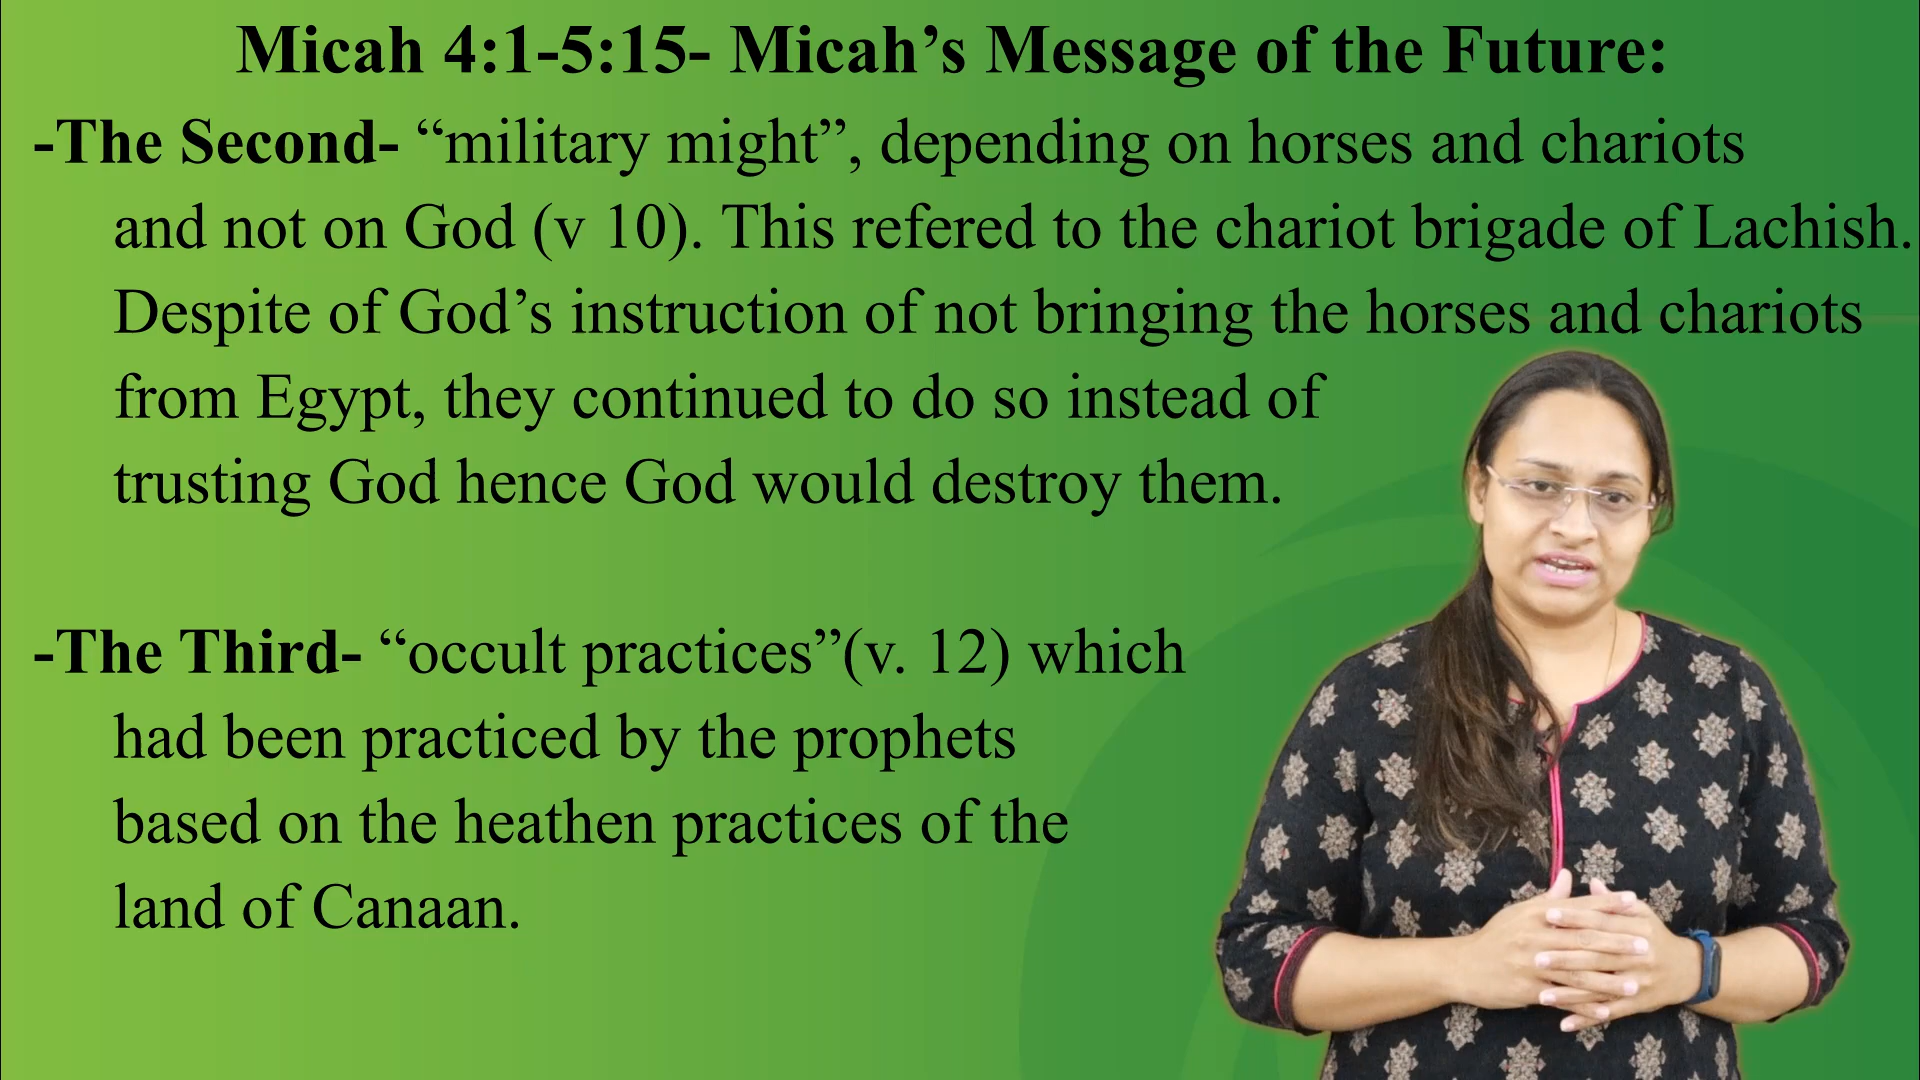 Micah 4:1-5:15- Micah’s Message of the Future:
-The Second- “military might”, depending on horses and chariots
and not on God (v 10). This refered to the chariot brigade of Lachish.
Despite of God’s instruction of not bringing the horses and chariots
from Egypt, they continued to do so instead of
trusting God hence God would destroy them.
-The Third- “occult practices”(v. 12) which
had been practiced by the prophets
based on the heathen practices of the
land of Canaan.